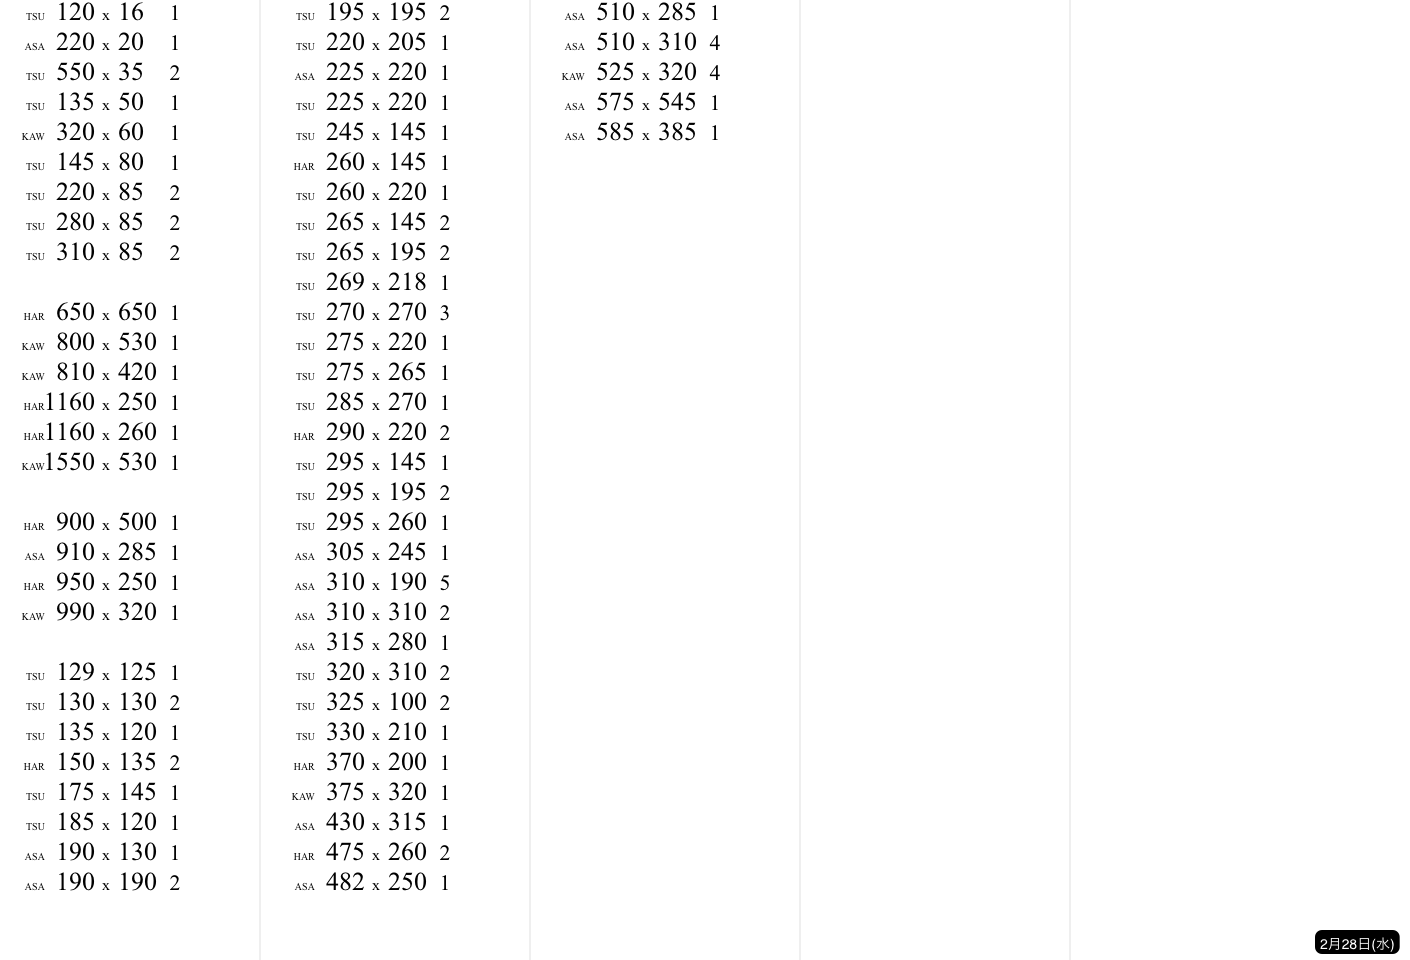 TSU 120 x 16 1
ASA 220 x 20 1
TSU 550 x 35 2
TSU 135 x 50 1
KAW 320 x 60 1
TSU 145 x 80 1
TSU 220 x 85 2
TSU 280 x 85 2
TSU 310 x 85 2
HAR 650 x 650 1
KAW 800 x 530 1
KAW 810 x 420 1
HAR 1160 x 250 1
HAR 1160 x 260 1
KAW 1550 x 530 1
HAR 900 x 500 1
ASA 910 x 285 1
HAR 950 x 250 1
KAW 990 x 320 1
TSU 129 x 125 1
TSU 130 x 130 2
TSU 135 x 120 1
HAR 150 x 135 2
TSU 175 x 145 1
TSU 185 x 120 1
ASA 190 x 130 1
ASA 190 x 190 2
TSU 195 x 195 2
TSU 220 x 205 1
ASA 225 x 220 1
TSU 225 x 220 1
TSU 245 x 145 1
HAR 260 x 145 1
TSU 260 x 220 1
TSU 265 x 145 2
TSU 265 x 195 2
TSU 269 x 218 1
TSU 270 x 270 3
TSU 275 x 220 1
TSU 275 x 265 1
TSU 285 x 270 1
HAR 290 x 220 2
TSU 295 x 145 1
TSU 295 x 195 2
TSU 295 x 260 1
ASA 305 x 245 1
ASA 310 x 190 5
ASA 310 x 310 2
ASA 315 x 280 1
TSU 320 x 310 2
TSU 325 x 100 2
TSU 330 x 210 1
HAR 370 x 200 1
KAW 375 x 320 1
ASA 430 x 315 1
HAR 475 x 260 2
ASA 482 x 250 1
ASA 510 x 285 1
ASA 510 x 310 4
KAW 525 x 320 4
ASA 575 x 545 1
ASA 585 x 385 1
2月28日(水)